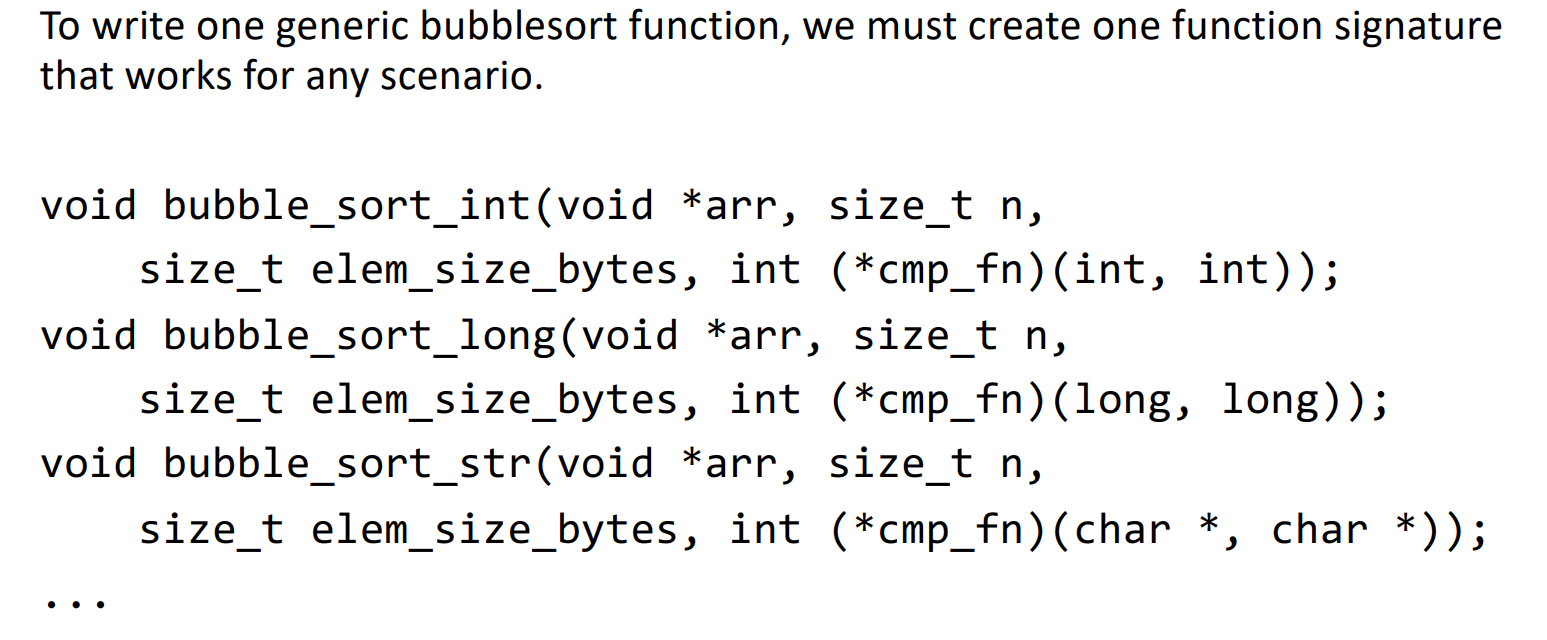 To write one generic bubblesort function, we must create one function signature
that works for any scenario.
void bubble_sort_int(void *arr, size_t n,
    size_t elem_size_bytes, int (*cmp_fn)(int, int));
void bubble_sort_long(void *arr, size_t n,
    size_t elem_size_bytes, int (*cmp_fn)(long, long));
void bubble_sort_str(void *arr, size_t n,
    size_t elem_size_bytes, int (*cmp_fn)(char *, char *));
...